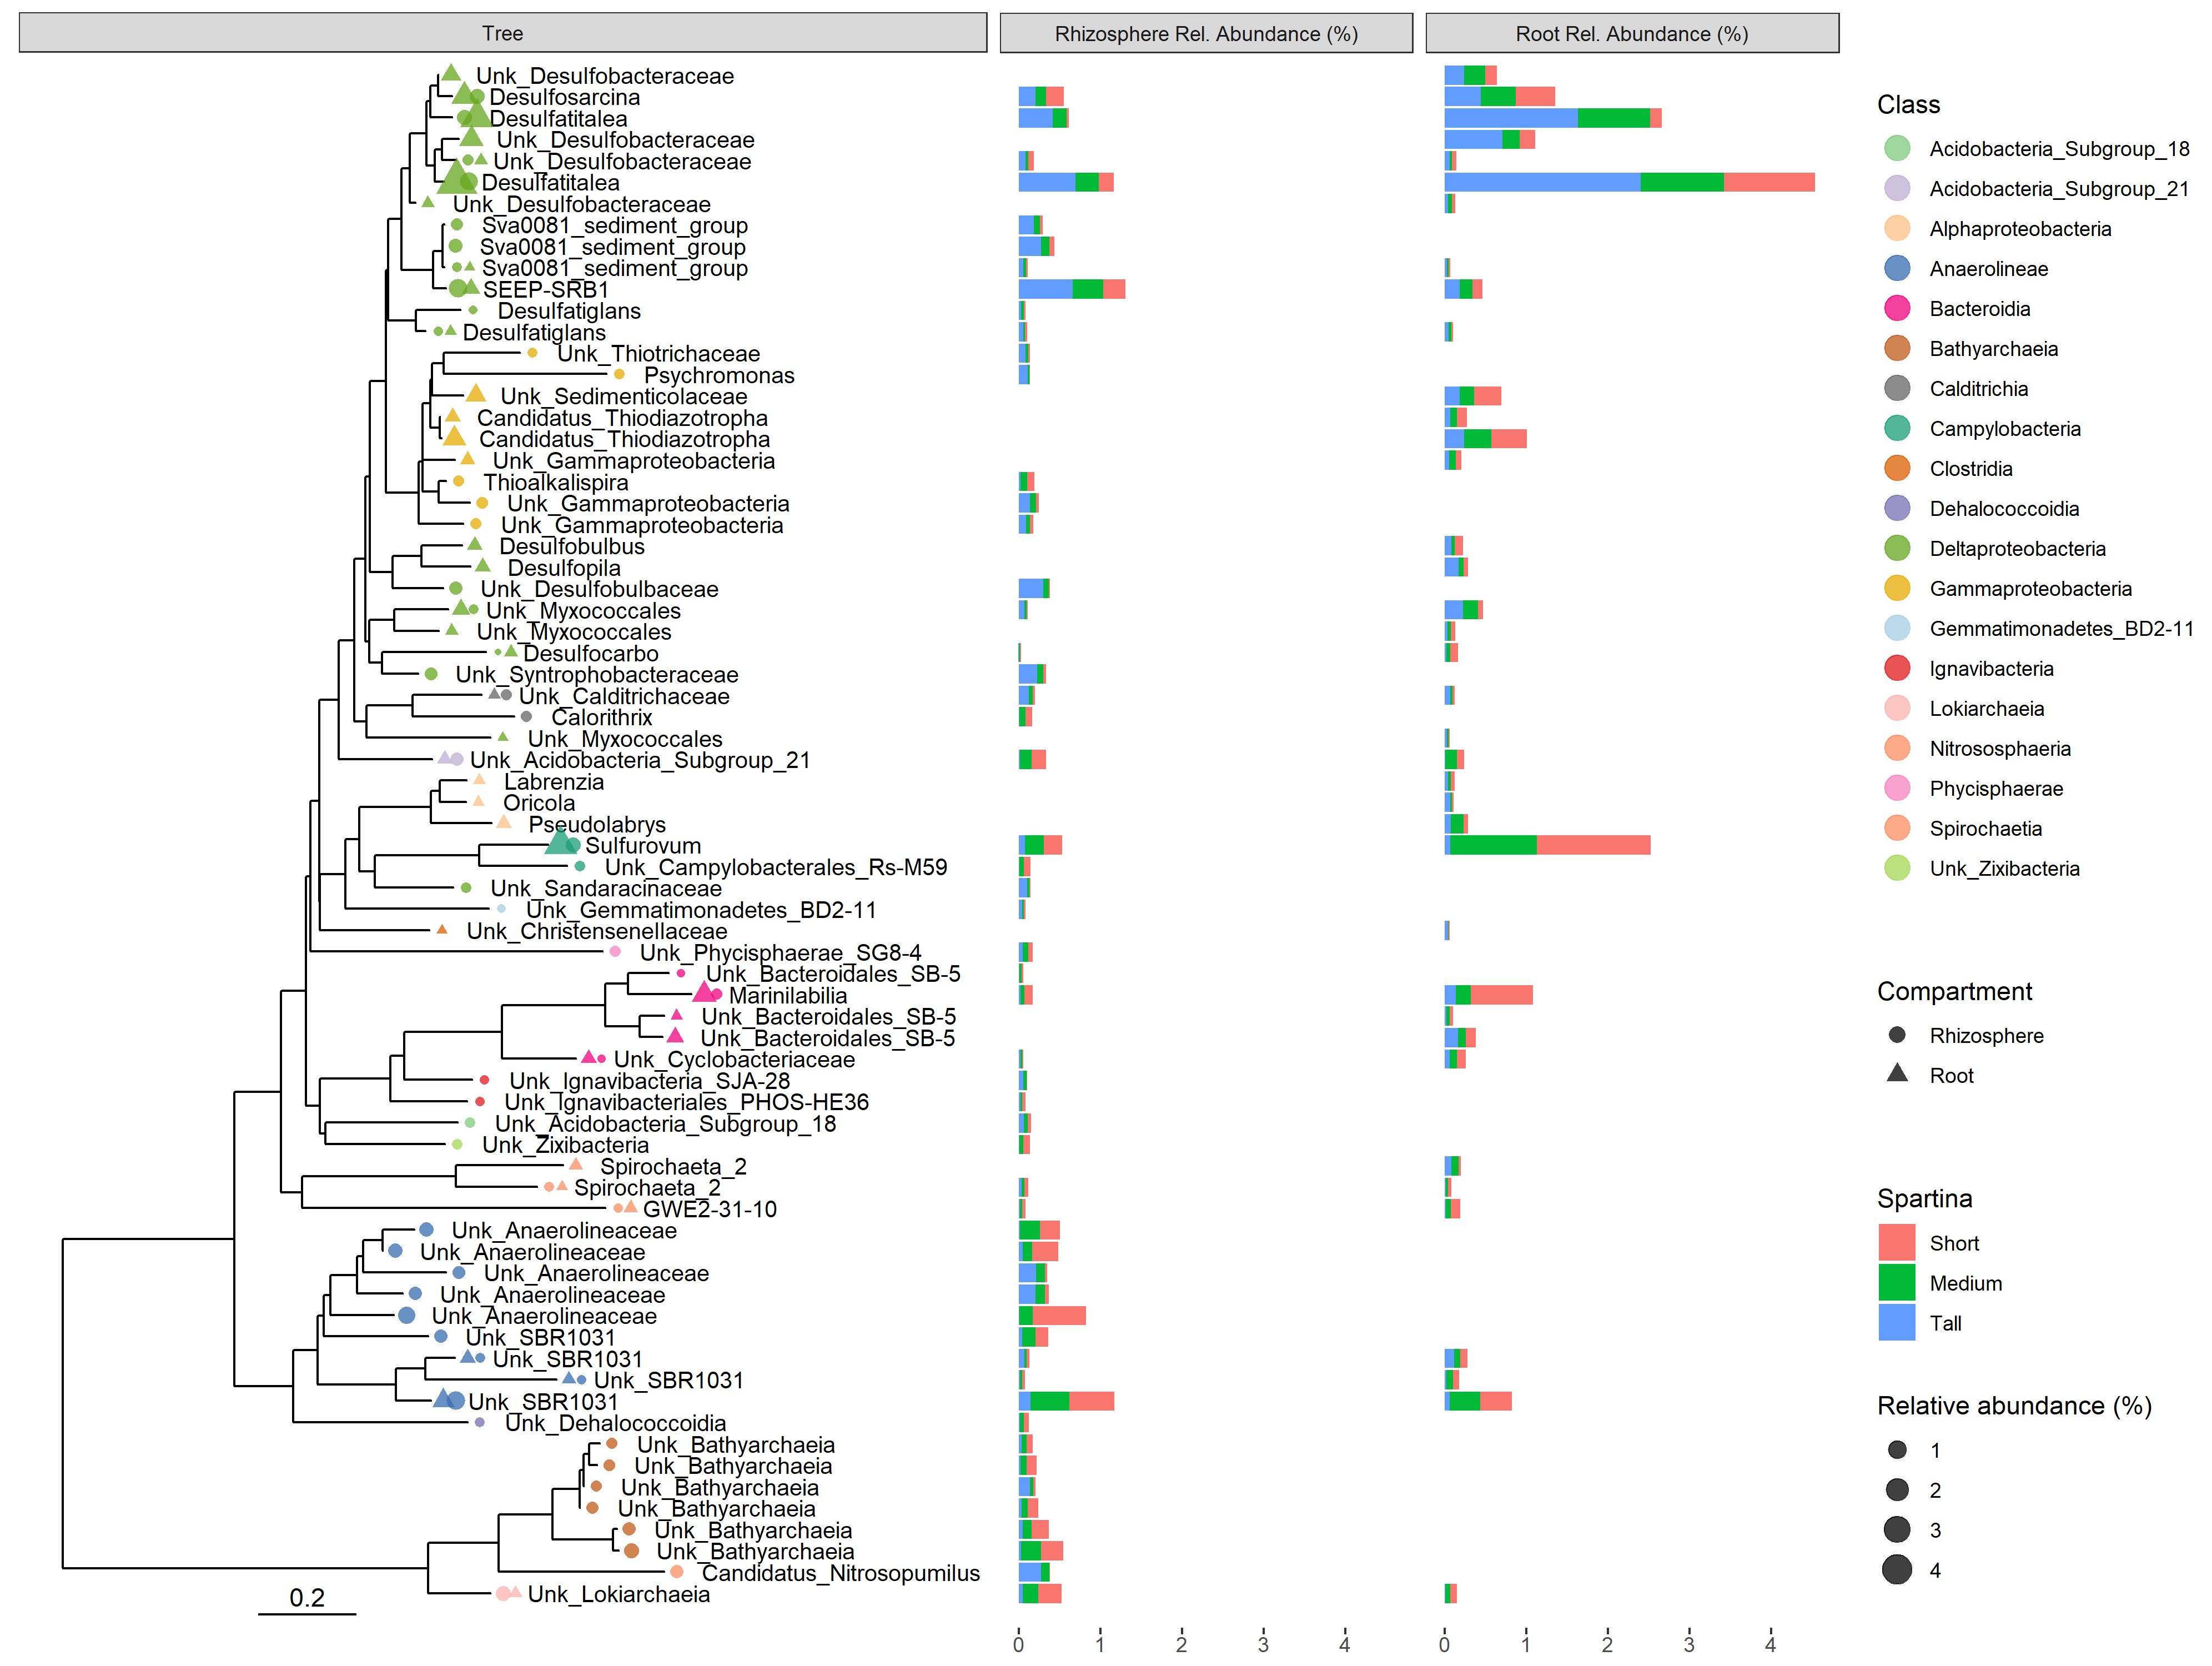 Tree
Rhizosphere Rel. Abundance (%)
Root Rel. Abundance (%)
Unk_Desulfobacteraceae
Desulfosarcina
Desulfatitalea
Unk_Desulfobacteraceae
Unk_Desulfobacteraceae
Desulfatitalea
Unk_Desulfobacteraceae
Sva0081_sediment_group
Sva0081_sediment_group
Sva0081_sediment_group
SEEP-SRB1
Desulfatiglans
Desulfatiglans
Unk_Thiotrichaceae
Psychromonas
Unk_Sedimenticolaceae
Candidatus_Thiodiazotropha
Candidatus_Thiodiazotropha
Unk_Gammaproteobacteria
Thioalkalispira
Unk_Gammaproteobacteria
Unk_Gammaproteobacteria
Desulfobulbus
Desulfopila
Unk_Desulfobulbaceae
Unk_Myxococcales
Unk_Myxococcales
Desulfocarbo
Unk_Syntrophobacteraceae
Unk_Calditrichaceae
Calorithrix
Unk_Myxococcales
Unk_Acidobacteria_Subgroup_21
Labrenzia
Oricola
Pseudolabrys
Sulfurovum
Unk_Campylobacterales_Rs-M59
Unk_Sandaracinaceae
Unk_Gemmatimonadetes_BD2-11
Unk_Christensenellaceae
Unk_Phycisphaerae_SG8-4
Unk_Bacteroidales_SB-5
Marinilabilia
Unk_Bacteroidales_SB-5
Unk_Bacteroidales_SB-5
Unk_Cyclobacteriaceae
Unk_Ignavibacteria_SJA-28
Unk_Ignavibacteriales_PHOS-HE36
Unk_Acidobacteria_Subgroup_18
Unk_Zixibacteria
Spirochaeta_2
Spirochaeta_2
GWE2-31-10
Unk_Anaerolineaceae
Unk_Anaerolineaceae
Unk_Anaerolineaceae
Unk_Anaerolineaceae
Unk_Anaerolineaceae
Unk_SBR1031
Unk_SBR1031
Unk_SBR1031
Unk_SBR1031
Unk_Dehalococcoidia
Unk_Bathyarchaeia
Unk_Bathyarchaeia
Unk_Bathyarchaeia
Unk_Bathyarchaeia
Unk_Bathyarchaeia
Unk_Bathyarchaeia
Candidatus_Nitrosopumilus
Unk_Lokiarchaeia
0.2
0 1 2 3 4
0 1 2 3 4
Class
Acidobacteria_Subgroup_18
Acidobacteria_Subgroup_21
Alphaproteobacteria
Anaerolineae
Bacteroidia
Bathyarchaeia
Calditrichia
Campylobacteria
Clostridia
Dehalococcoidia
Deltaproteobacteria
Gammaproteobacteria
Gemmatimonadetes_BD2-11
Ignavibacteria
Lokiarchaeia
Nitrososphaeria
Phycisphaerae
Spirochaetia
Unk_Zixibacteria
Compartment
Rhizosphere
Root
Spartina
Short
Medium
Tall
Relative abundance (%)
1
2
3
4